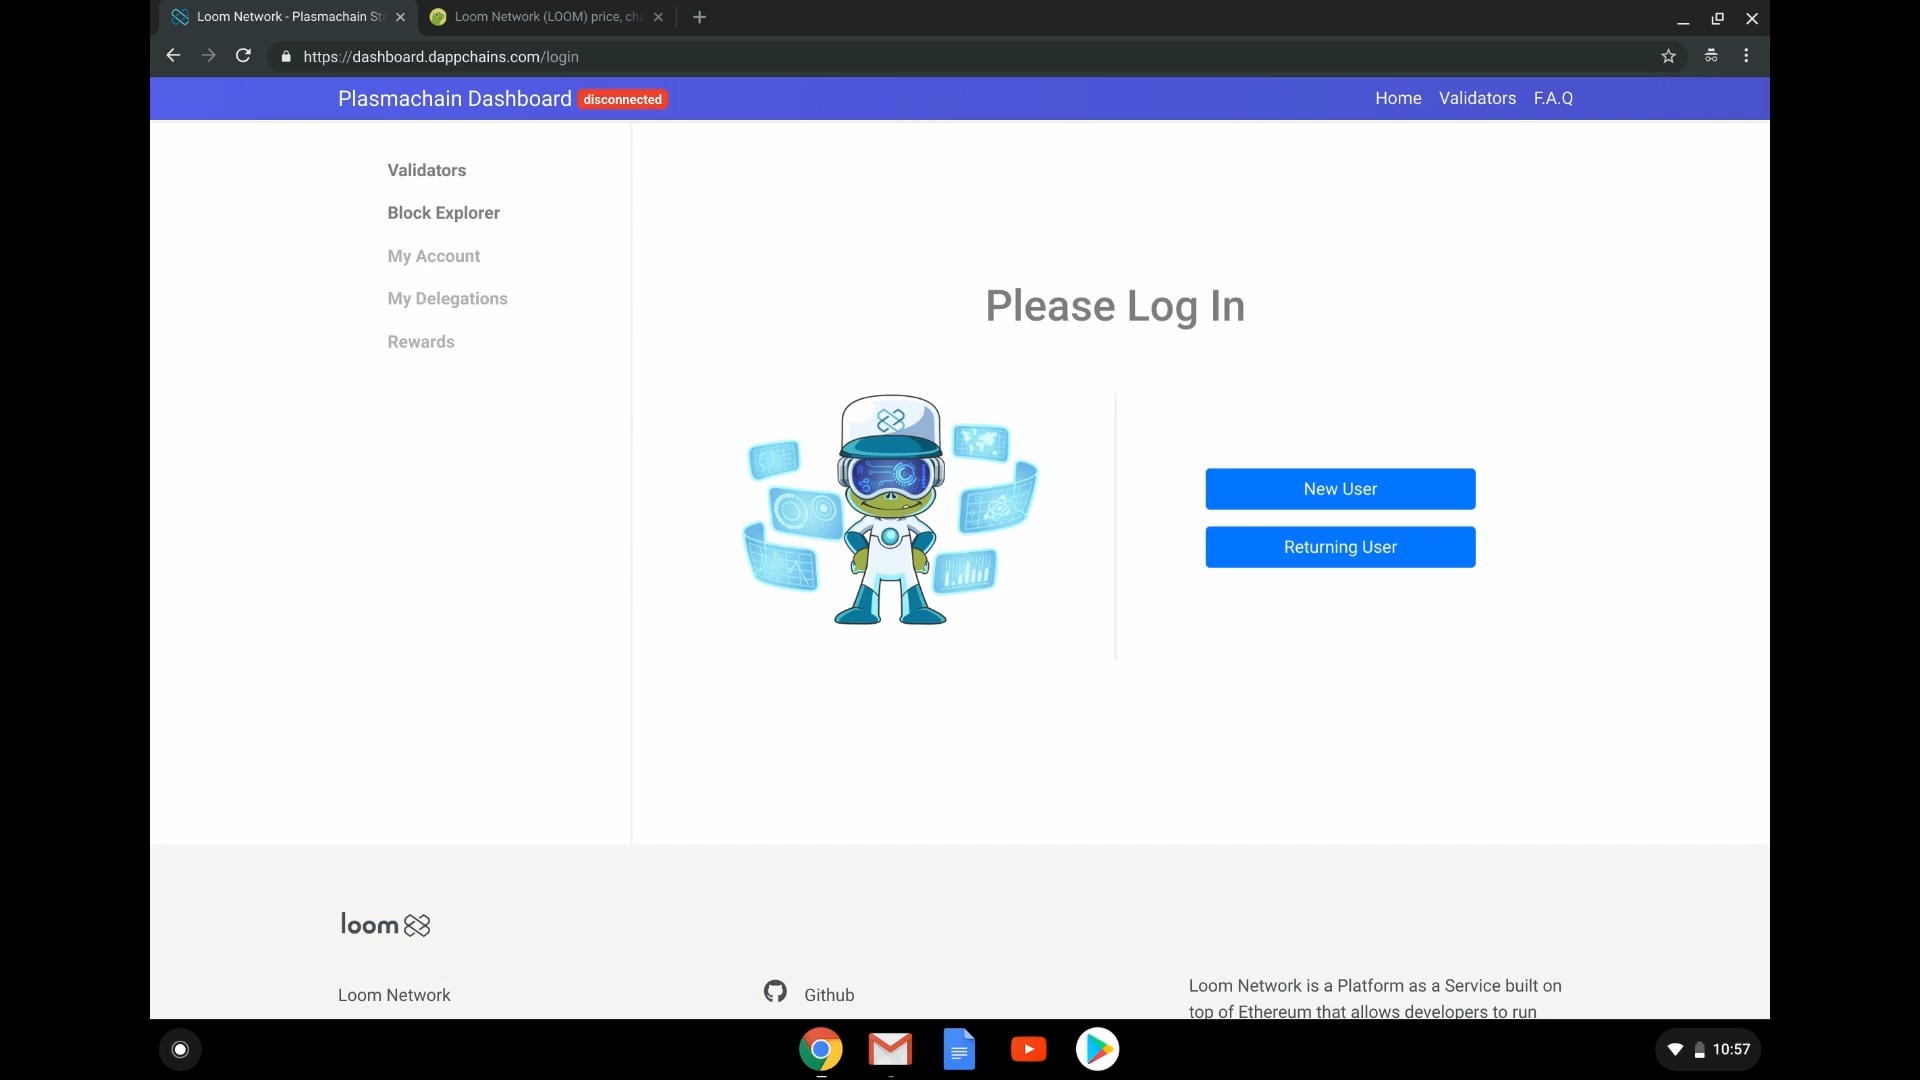 Loom Network - Plasmachain Sta
Loom Network (LOOM) price, cha
https://dashboard.dappchains.com/login
Plasmachain Dashboard disconnected
Home Validators F.A.Q
Validators
Block Explorer
My Account
My Delegations
Rewards
Please Log In
New User
Returning User
loom
Loom Network
Github
Loom Network is a Platform as a Service built on
top of Ethereum that allows developers to run
10:57